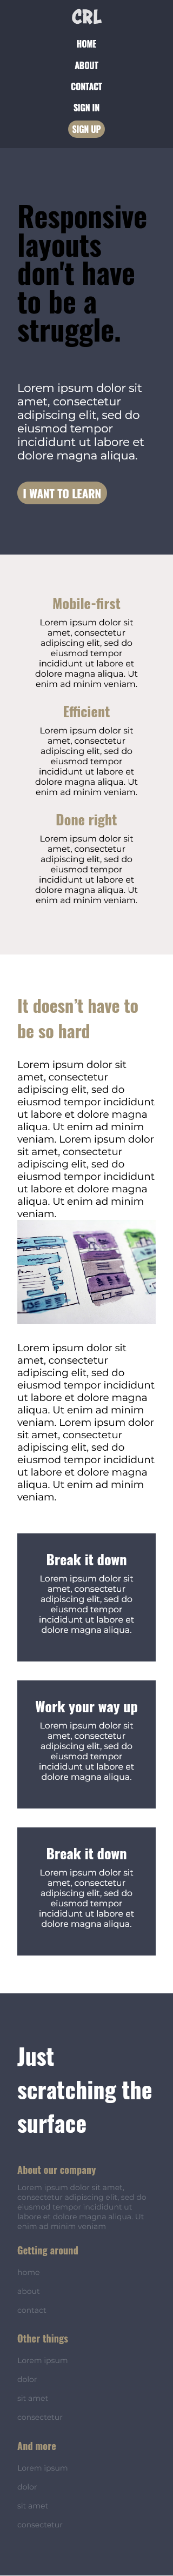 CRL
HOME
ABOUT
CONTACT
SIGN IN
SIGN UP
Responsive
layouts
don't have
to be a
struggle.
Lorem ipsum dolor sit
amet, consectetur
adipiscing elit, sed do
eiusmod tempor
incididunt ut labore et
dolore magna aliqua.
I WANT TO LEARN
Mobile-first
Lorem ipsum dolor sit
amet, consectetur
adipiscing elit, sed do
eiusmod tempor
incididunt ut labore et
dolore magna aliqua. Ut
enim ad minim veniam.
Efficient
Lorem ipsum dolor sit
amet, consectetur
adipiscing elit, sed do
eiusmod tempor
incididunt ut labore et
dolore magna aliqua. Ut
enim ad minim veniam.
Done right
Lorem ipsum dolor sit
amet, consectetur
adipiscing elit, sed do
eiusmod tempor
incididunt ut labore et
dolore magna aliqua. Ut
enim ad minim veniam.
It doesn't have to
be so hard
Lorem ipsum dolor sit
amet, consectetur
adipiscing elit, sed do
eiusmod tempor incididunt
ut labore et dolore magna
aliqua. Ut enim ad minim
veniam. Lorem ipsum dolor
sit amet, consectetur
adipiscing elit, sed do
eiusmod tempor incididunt
ut labore et dolore magna
aliqua. Ut enim ad minim
veniam.
Lorem ipsum dolor sit
amet, consectetur
adipiscing elit, sed do
eiusmod tempor incididunt
ut labore et dolore magna
aliqua. Ut enim ad minim
veniam. Lorem ipsum dolor
sit amet, consectetur
adipiscing elit, sed do
eiusmod tempor incididunt
ut labore et dolore magna
aliqua. Ut enim ad minim
veniam.
Break it down
Lorem ipsum dolor sit
amet, consectetur
adipiscing elit, sed do
eiusmod tempor
incididunt ut labore et
dolore magna aliqua.
Work your way up
Lorem ipsum dolor sit
amet, consectetur
adipiscing elit, sed do
eiusmod tempor
incididunt ut labore et
dolore magna aliqua.
Break it down
Lorem ipsum dolor sit
amet, consectetur
adipiscing elit, sed do
eiusmod tempor
incididunt ut labore et
dolore magna aliqua.
Just
scratching the
surface
About our company
Lorem ipsum dolor sit amet,
consectetur adipiscing elit, sed do
eiusmod tempor incididunt ut
labore et dolore magna aliqua. Ut
enim ad minim veniam
Getting around
home
about
contact
Other things
Lorem ipsum
dolor
sit amet
consectetur
And more
Lorem ipsum
dolor
sit amet
consectetur